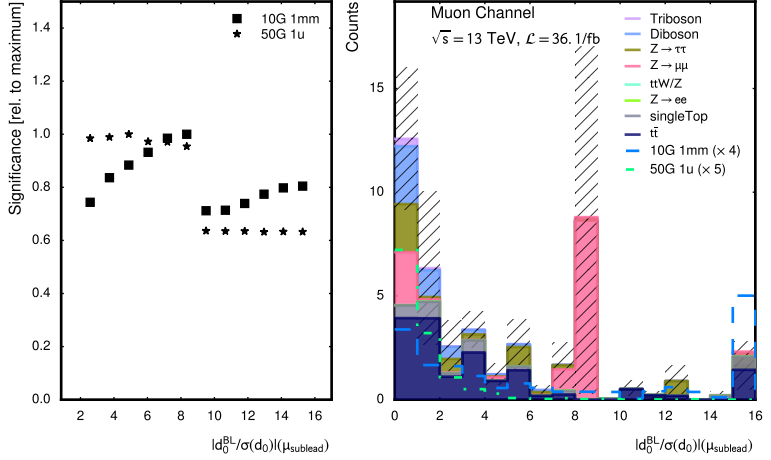 Significance [rel. to maximum]
1.4
1.2
1.0
0.8
0.6
0.4
0.2
0.0
10G 1mm
50G 1u
2 4 6 8 10 12 14 16
|d₀ᴮᴸ/σ(d₀)|(μ_sublead)
Counts
15
10
5
0
Muon Channel
√s = 13 TeV, ℒ = 36.1/fb
Triboson
Diboson
Z → ττ
Z → μμ
ttW/Z
Z → ee
singleTop
tt̄
10G 1mm (× 4)
50G 1u (× 5)
0 2 4 6 8 10 12 14 16
|d₀ᴮᴸ/σ(d₀)|(μ_sublead)